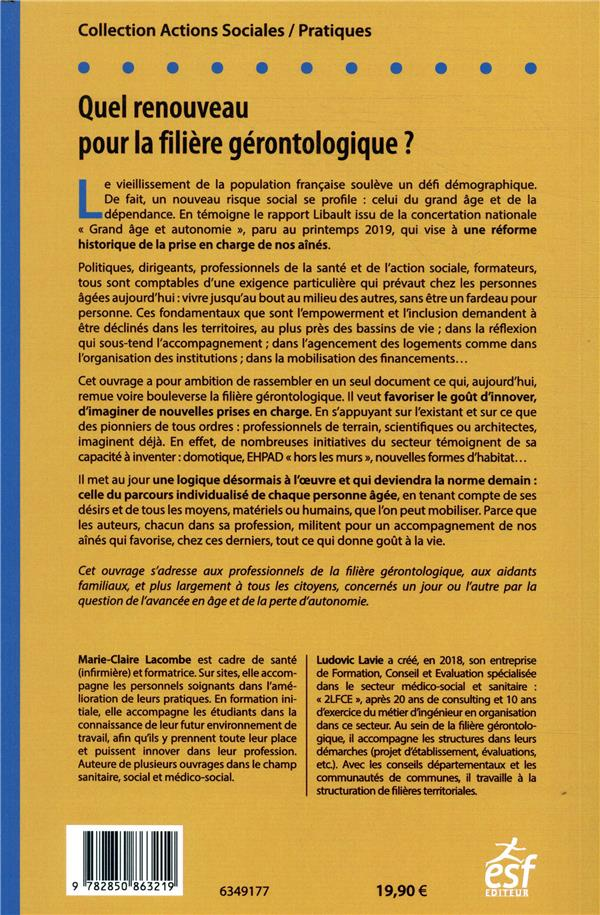 Collection Actions Sociales / Pratiques
Quel renouveau
pour la filière gérontologique ?
Le vieillissement de la population française soulève un défi démographique.
De fait, un nouveau risque social se profile : celui du grand âge et de la
dépendance. En témoigne le rapport Libault issu de la concertation nationale
« Grand âge et autonomie », paru au printemps 2019, qui vise à une réforme
historique de la prise en charge de nos aînés.
Politiques, dirigeants, professionnels de la santé et de l'action sociale, formateurs,
tous sont comptables d'une exigence particulière qui prévaut chez les personnes
âgées aujourd'hui : vivre jusqu'au bout au milieu des autres, sans être un fardeau pour
personne. Ces fondamentaux que sont l'empowerment et l'inclusion demandent à
être déclinés dans les territoires, au plus près des bassins de vie ; dans la réflexion
qui sous-tend l'accompagnement ; dans l'agencement des logements comme dans
l'organisation des institutions ; dans la mobilisation des financements…
Cet ouvrage a pour ambition de rassembler en un seul document ce qui, aujourd'hui,
remue voire bouleverse la filière gérontologique. Il veut favoriser le goût d'innover,
d'imaginer de nouvelles prises en charge. En s'appuyant sur l'existant et sur ce que
des pionniers de tous ordres : professionnels de terrain, scientifiques ou architectes,
imaginent déjà. En effet, de nombreuses initiatives du secteur témoignent de sa
capacité à inventer : domotique, EHPAD « hors les murs », nouvelles formes d'habitat…
Il met au jour une logique désormais à l'œuvre et qui deviendra la norme demain :
celle du parcours individualisé de chaque personne âgée, en tenant compte de ses
désirs et de tous les moyens, matériels ou humains, que l'on peut mobiliser. Parce que
les auteurs, chacun dans sa profession, militent pour un accompagnement de nos
aînés qui favorise, chez ces derniers, tout ce qui donne goût à la vie.
Cet ouvrage s'adresse aux professionnels de la filière gérontologique, aux aidants
familiaux, et plus largement à tous les citoyens, concernés un jour ou l'autre par la
question de l'avancée en âge et de la perte d'autonomie.
Marie-Claire Lacombe est cadre de santé
(infirmière) et formatrice. Sur sites, elle accom-
pagne les personnels soignants dans l'amé-
lioration de leurs pratiques. En formation ini-
tiale, elle accompagne les étudiants dans la
connaissance de leur futur environnement de
travail, afin qu'ils y prennent toute leur place
et puissent innover dans leur profession.
Auteure de plusieurs ouvrages dans le champ
sanitaire, social et médico-social.
Ludovic Lavie a créé, en 2018, son entreprise
de Formation, Conseil et Evaluation spécialisée
dans le secteur médico-social et sanitaire :
« 2LFCE », après 20 ans de consulting et 10 ans
d'exercice du métier d'ingénieur en organisation
dans ce secteur. Au sein de la filière gérontolo-
gique, il accompagne les structures dans leurs
démarches (projet d'établissement, évaluations,
etc.). Avec les conseils départementaux et les
communautés de communes, il travaille à la
structuration de filières territoriales.
9 782850 863219
6349177
19,90 €
esf
EDITEUR